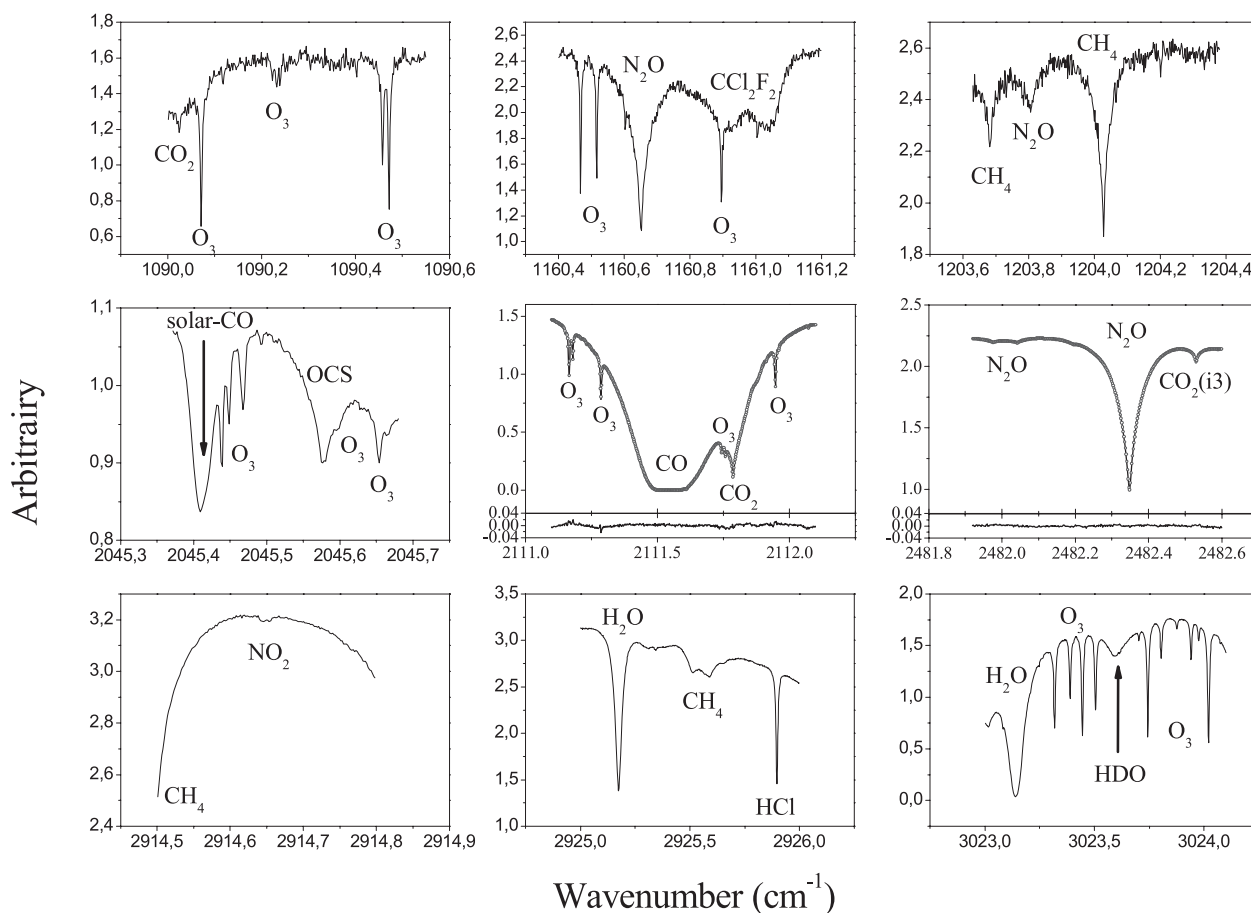 1,8
1,6
1,4
1,2
1,0
0,8
0,6
CO2
O3
O3
O3
1090,0 1090,2 1090,4 1090,6
2,6
2,4
2,2
2,0
1,8
1,6
1,4
1,2
1,0
N2O
CCl2F2
O3
O3
1160,4 1160,6 1160,8 1161,0 1161,2
2,6
2,4
2,2
2,0
1,8
CH4
N2O
CH4
1203,6 1203,8 1204,0 1204,2 1204,4
Arbitrairy
1,1
1,0
0,9
0,8
solar-CO
OCS
O3
O3
O3
2045,3 2045,4 2045,5 2045,6 2045,7
1.5
1.0
0.5
0.0
0.04
0.00
-0.04
O3
O3
O3
O3
CO
CO2
2111.0 2111.5 2112.0
2.5
2.0
1.5
1.0
0.04
0.00
-0.04
N2O
N2O
CO2(i3)
2481.8 2482.0 2482.2 2482.4 2482.6
3,2
3,0
2,8
2,6
2,4
NO2
CH4
2914,5 2914,6 2914,7 2914,8 2914,9
3,5
3,0
2,5
2,0
1,5
1,0
H2O
CH4
HCl
2925,0 2925,5 2926,0
2,0
1,5
1,0
0,5
0,0
O3
H2O
O3
HDO
3023,0 3023,5 3024,0
Wavenumber (cm-1)